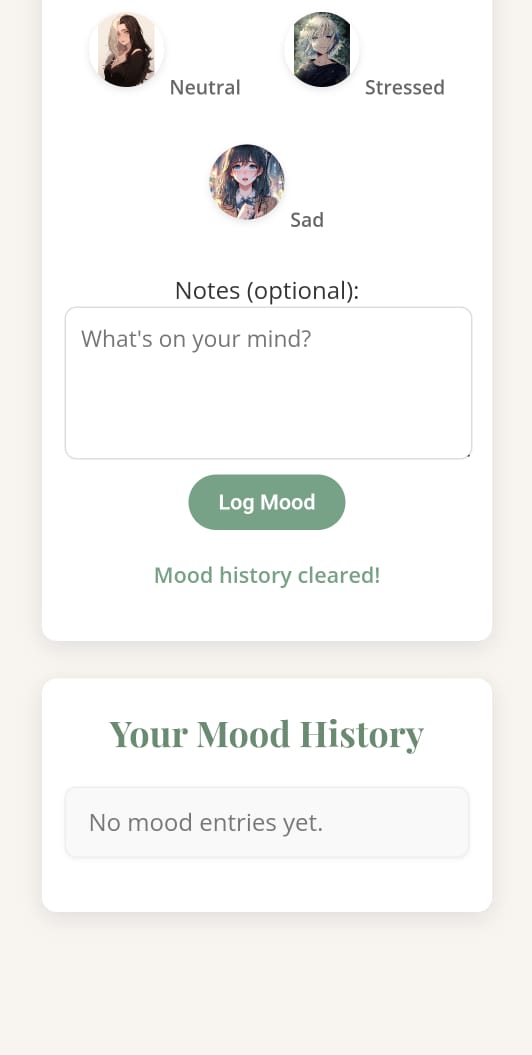 Neutral
Stressed
Sad
Notes (optional):
What's on your mind?
Log Mood
Mood history cleared!
Your Mood History
No mood entries yet.